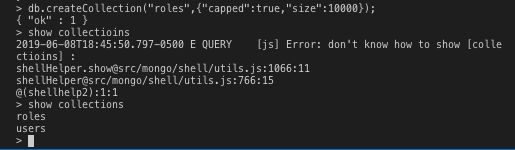 > db.createCollection("roles",{"capped":true,"size":10000});
{ "ok" : 1 }
> show collectioins
2019-06-08T18:45:50.797-0500 E QUERY    [js] Error: don't know how to show [colle
ctioins] :
shellHelper.show@src/mongo/shell/utils.js:1066:11
shellHelper@src/mongo/shell/utils.js:766:15
@(shellhelp2):1:1
> show collections
roles
users
>